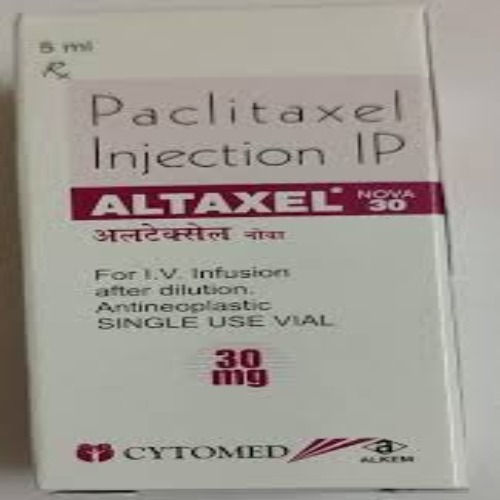 5 ml
Rx
Paclitaxel
Injection IP
ALTAXEL* NOVA 30
अलटेक्सेल नोवा
For I.V. Infusion
after dilution.
Antineoplastic
SINGLE USE VIAL
30
mg
CYTOMED a
ALKEM